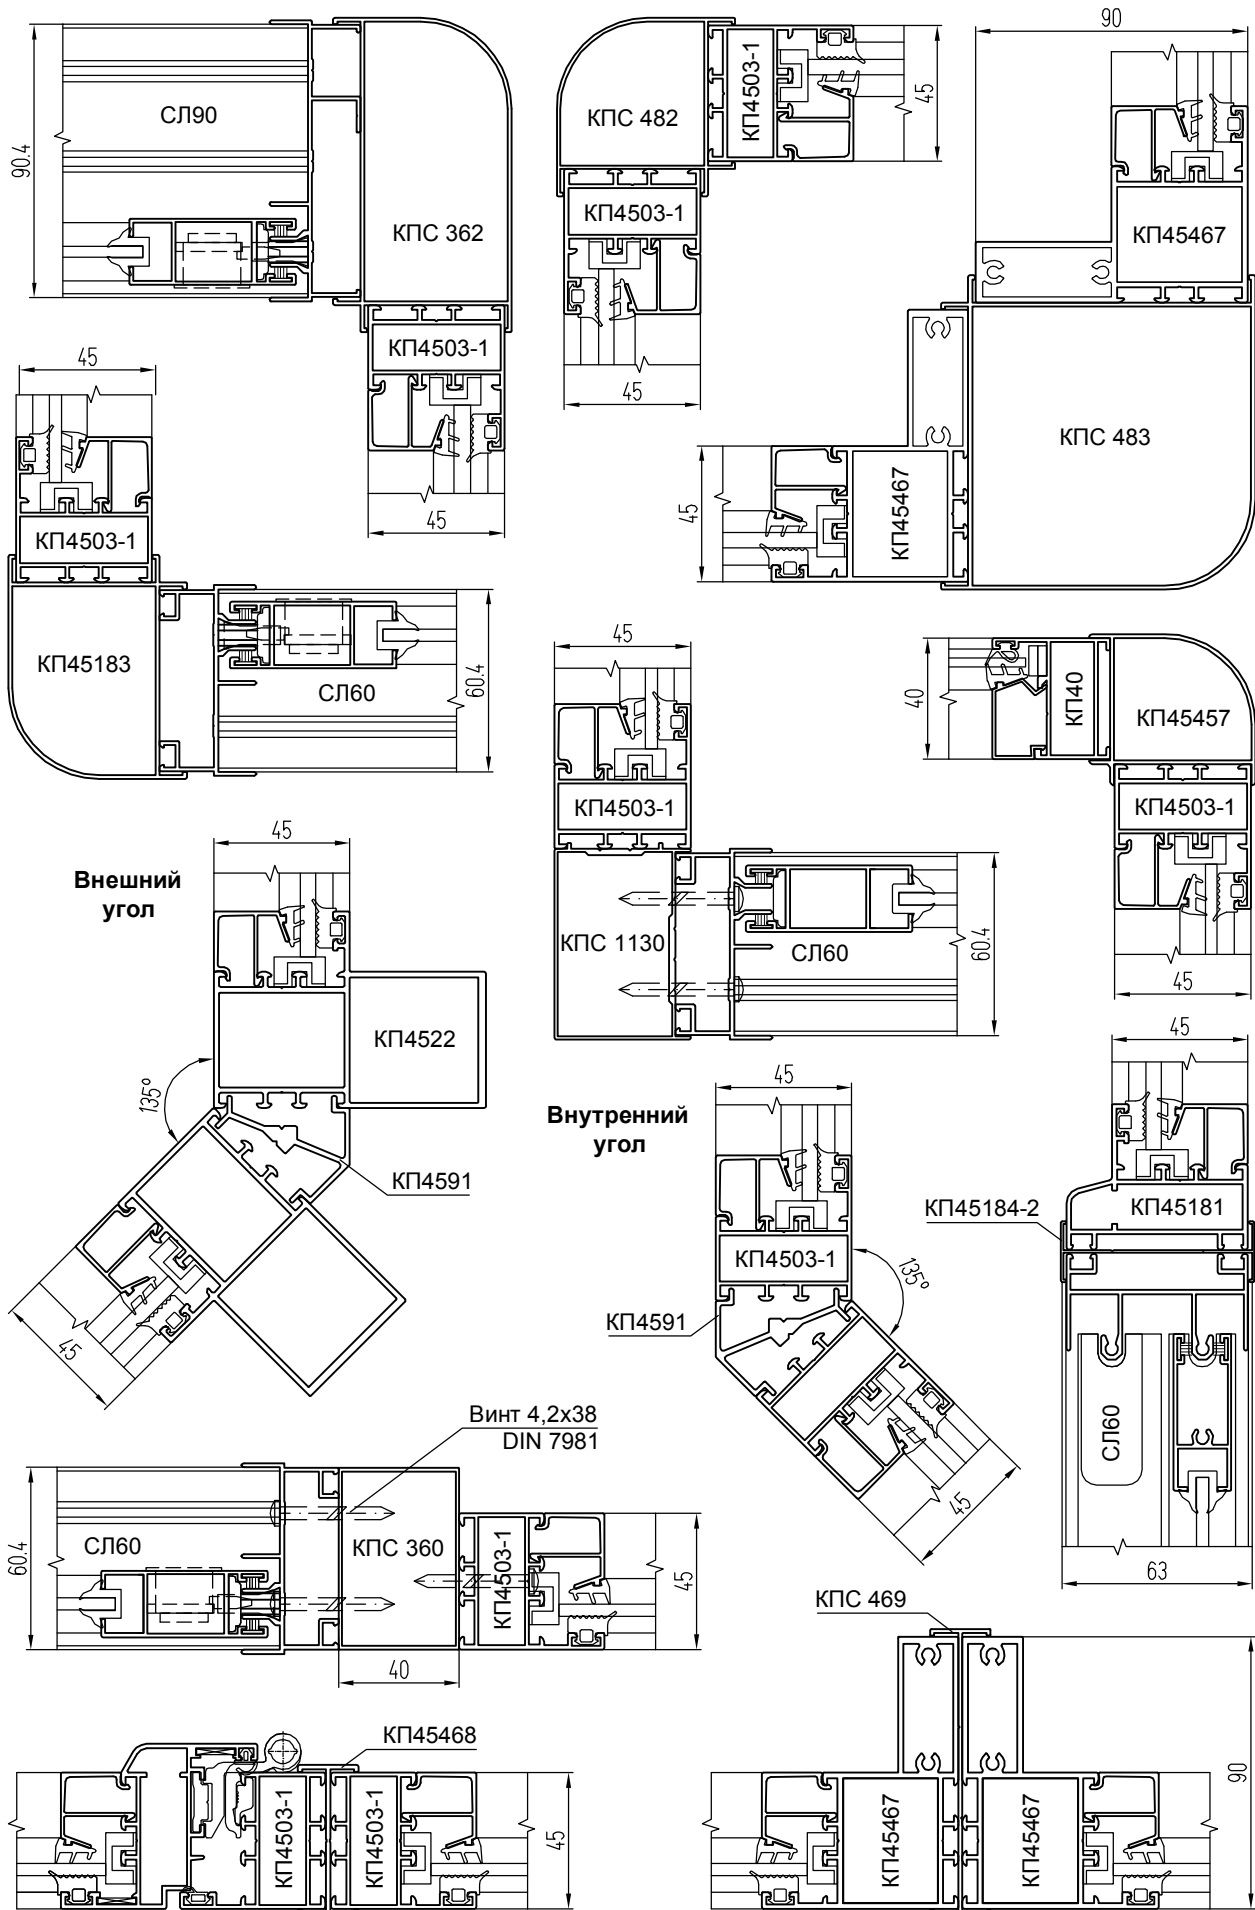 90.4
СЛ90
КПС 362
КП4503-1
45
КПС 482
КП4503-1
45
КП4503-1
45
90
КП45467
КПС 483
КП45467
45
45
КП4503-1
КП45183
СЛ60
60.4
45
КП4503-1
КПС 1130
СЛ60
60.4
40
КП40
КП45457
КП4503-1
45
Внешний
угол
45
КП4522
135°
КП4591
45
Внутренний
угол
45
КП4503-1
135°
КП4591
45
45
КП45184-2
КП45181
СЛ60
63
Винт 4,2x38
DIN 7981
60.4
СЛ60
КПС 360
КП4503-1
45
40
КП45468
КП4503-1
КП4503-1
45
КПС 469
КП45467
КП45467
90